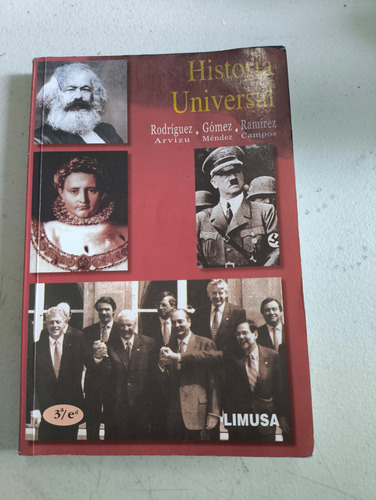 Historia
Universal
Rodríguez • Gómez • Ramírez
Arvizu Méndez Campos
3ª/eᵈ
LIMUSA